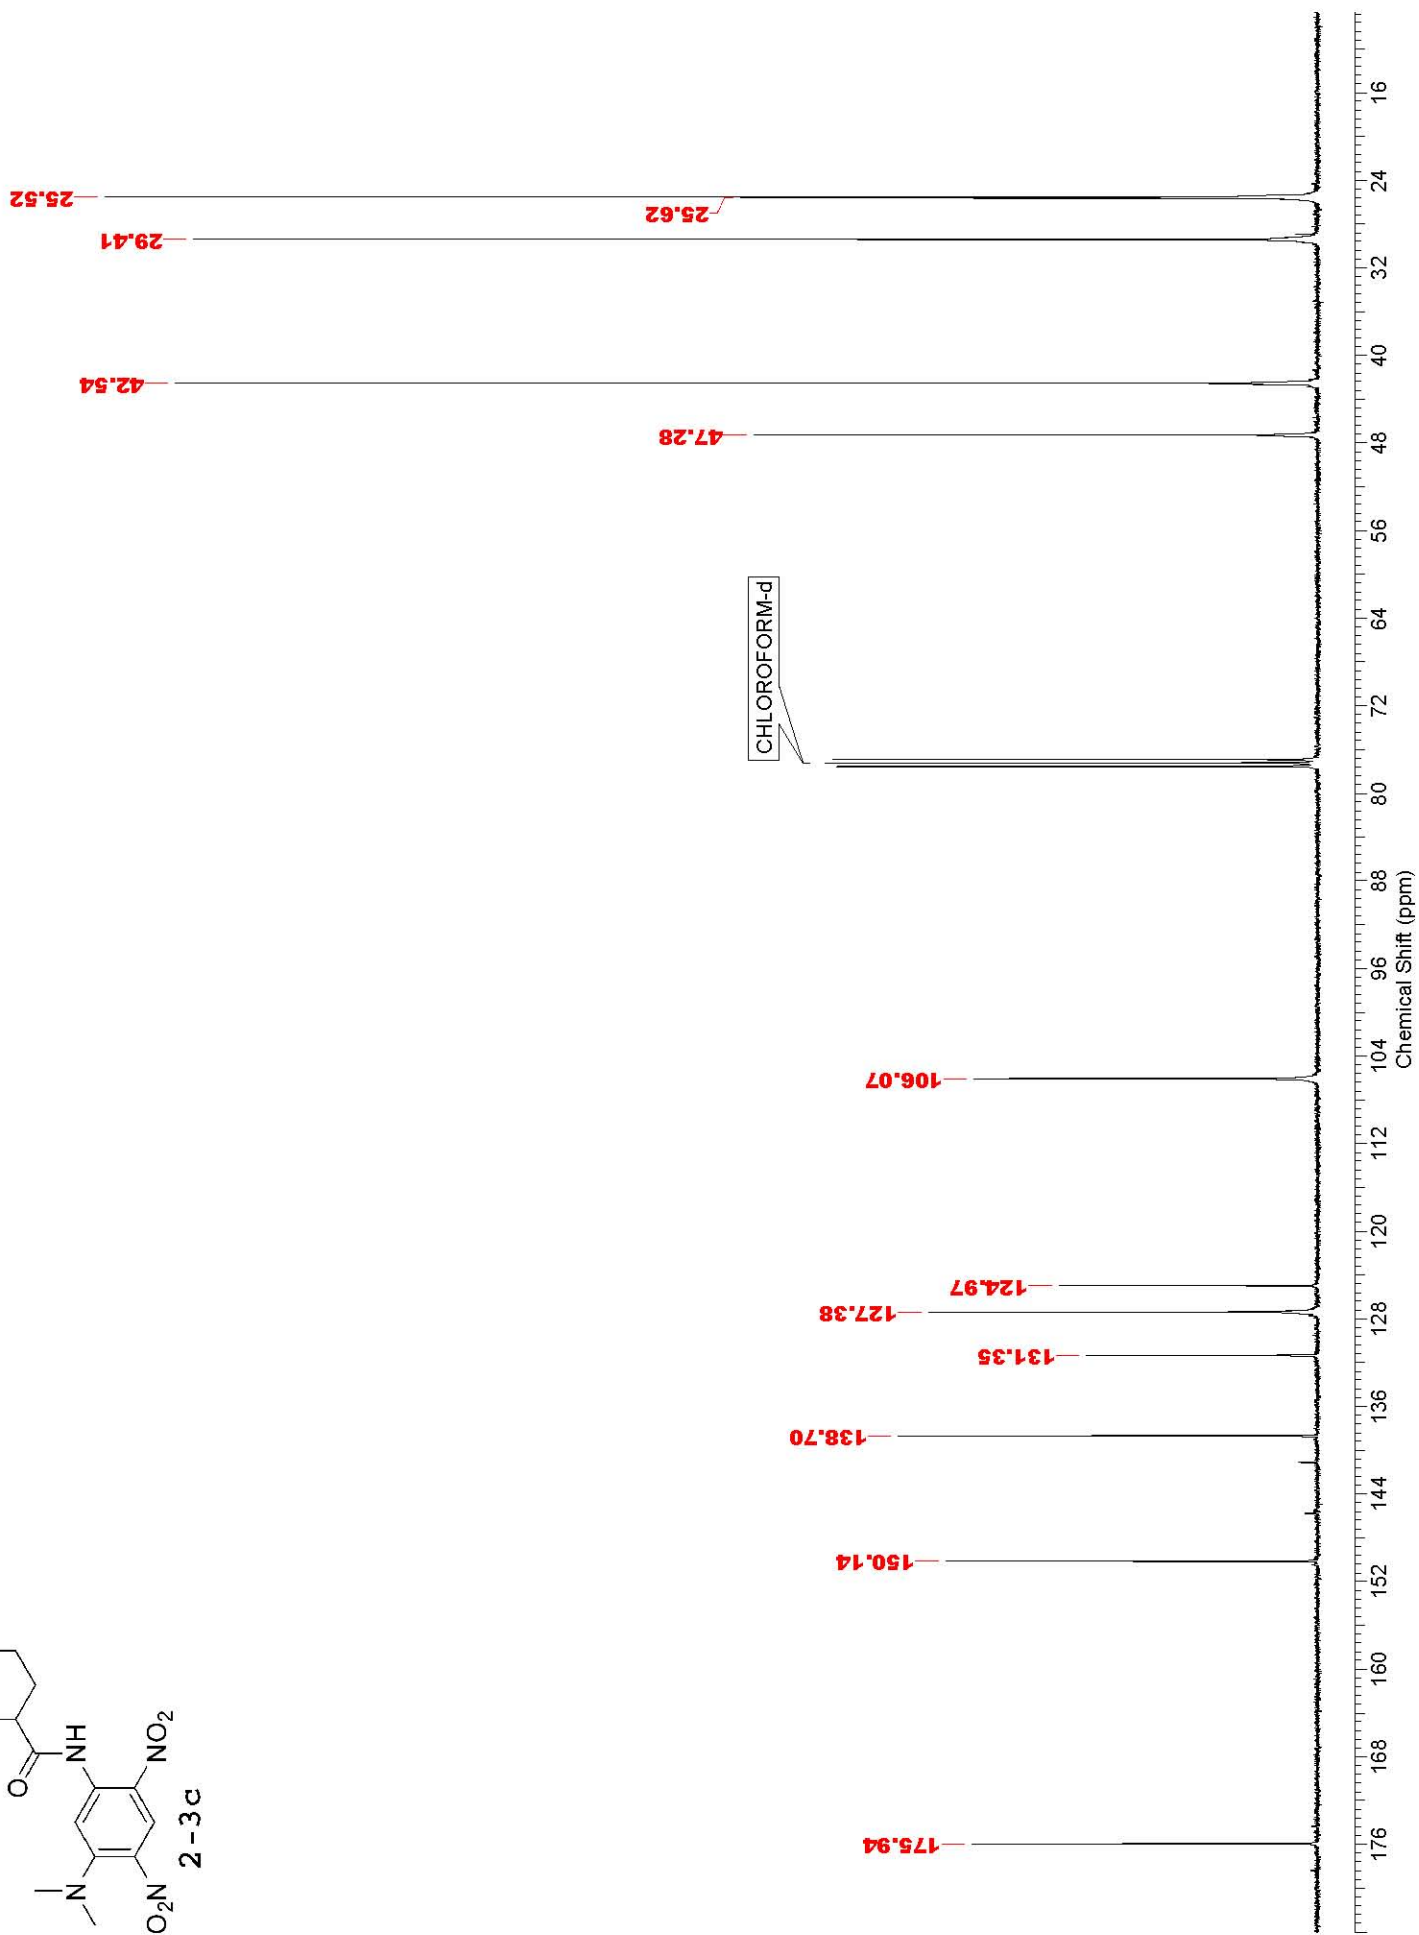 25.52
25.62
29.41
42.54
47.28
CHLOROFORM-d
106.07
124.97
127.38
131.35
138.70
150.14
175.94
O
NH
N
O₂N
NO₂
2-3c
176 168 160 152 144 136 128 120 112 104 96 88 80 72 64 56 48 40 32 24 16
Chemical Shift (ppm)